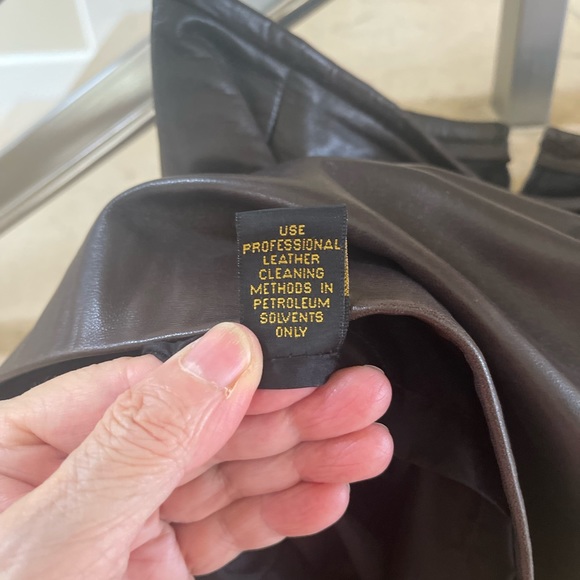 USE
PROFESSIONAL
LEATHER
CLEANING
METHODS IN
PETROLEUM
SOLVENTS
ONLY